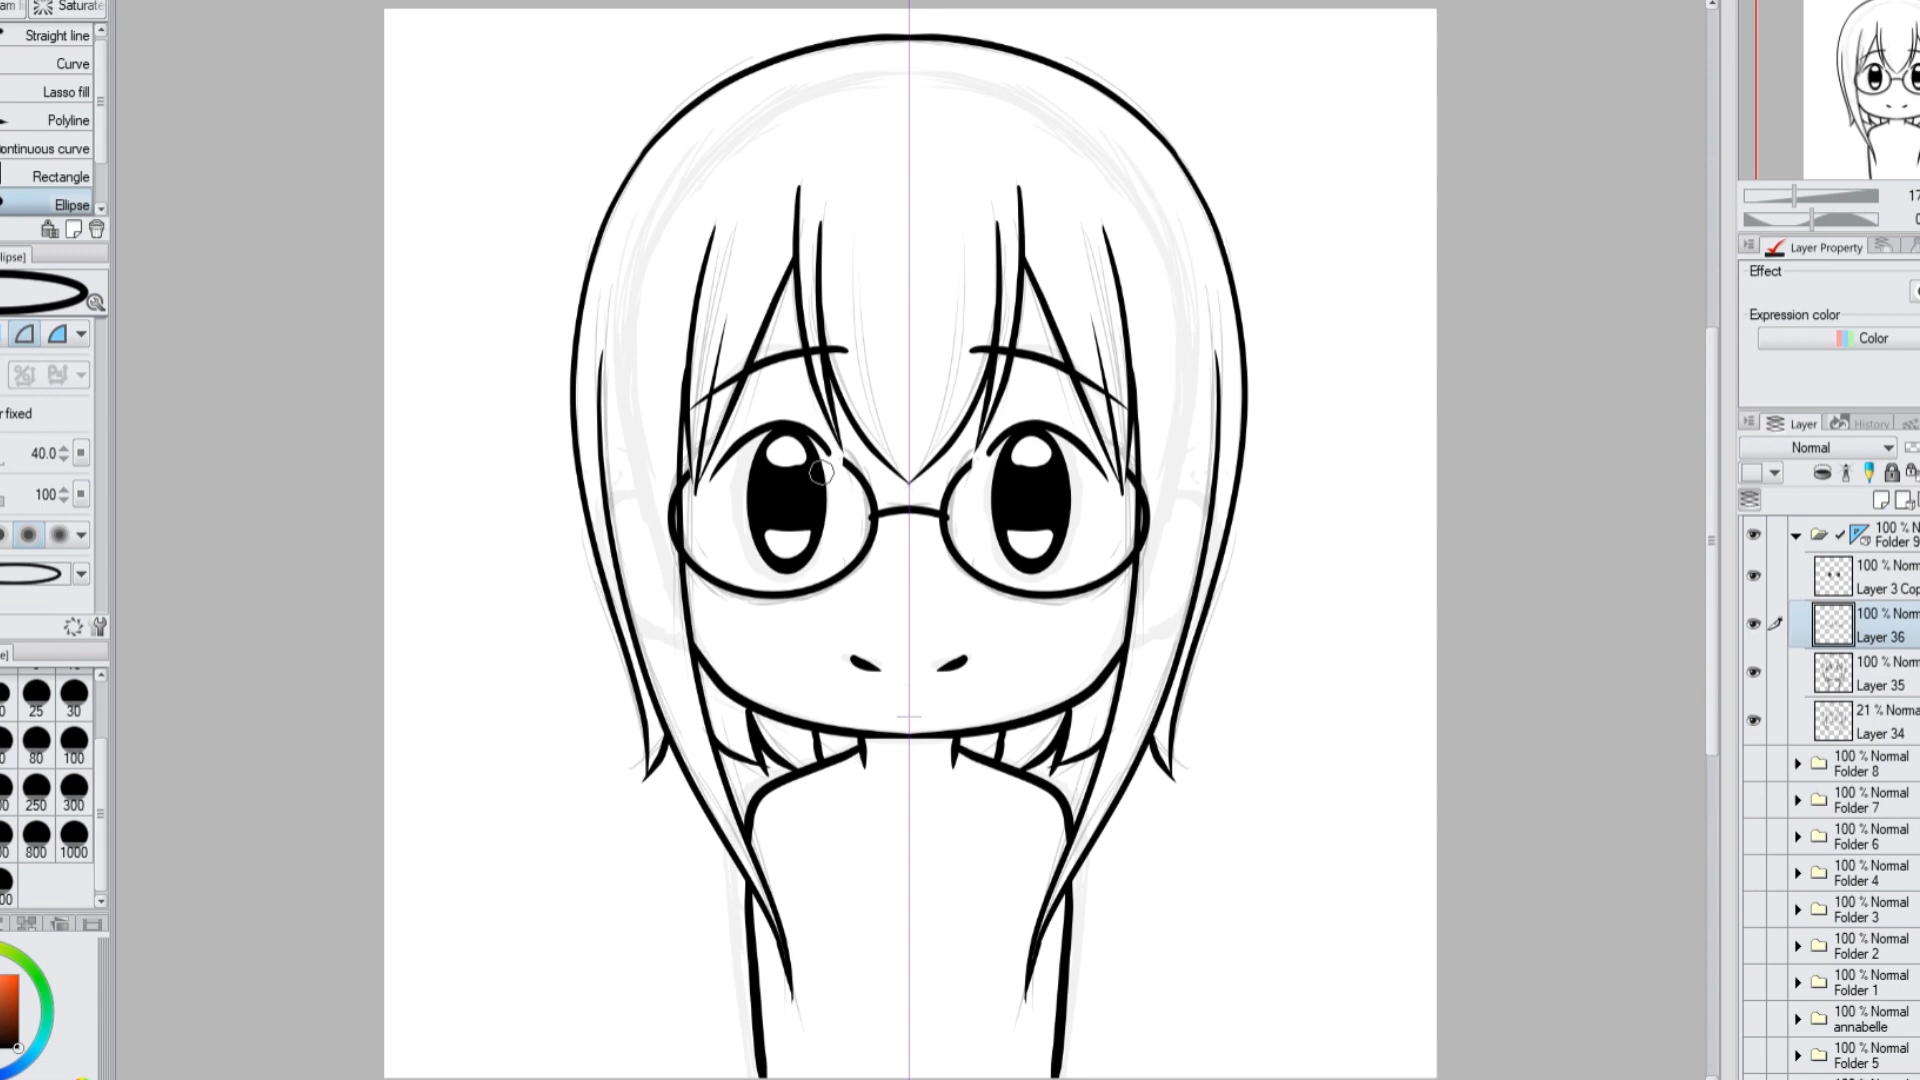 Saturate
Straight line
Curve
Lasso fill
Polyline
ontinuous curve
Rectangle
Ellipse
lipse]
r fixed
40.0
100
25
30
80
100
250
300
800
1000
17
Layer Property
Effect
Expression color
Color
Layer
History
Normal
100 % N
Folder 9
100 % Norm
Layer 3 Cop
100 % Norm
Layer 36
100 % Norm
Layer 35
21 % Norma
Layer 34
100 % Normal
Folder 8
100 % Normal
Folder 7
100 % Normal
Folder 6
100 % Normal
Folder 4
100 % Normal
Folder 3
100 % Normal
Folder 2
100 % Normal
Folder 1
100 % Normal
annabelle
100 % Normal
Folder 5